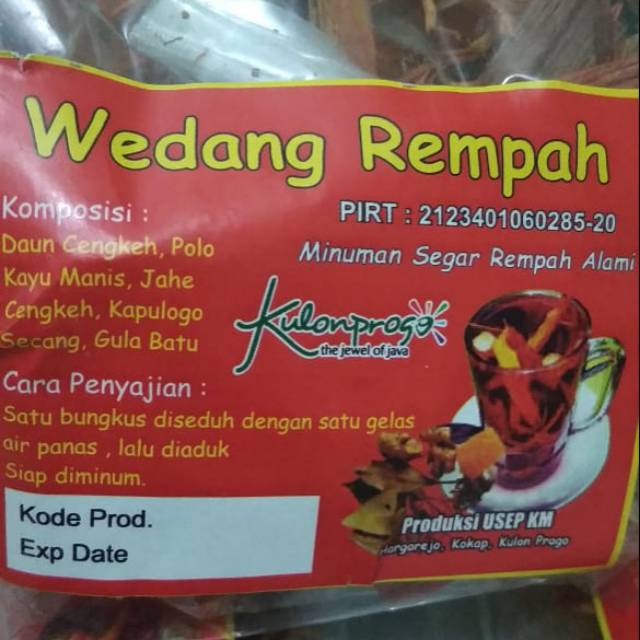 Wedang Rempah
Komposisi :
Daun Cengkeh, Polo
Kayu Manis, Jahe
Cengkeh, Kapulogo
Secang, Gula Batu
PIRT : 2123401060285-20
Minuman Segar Rempah Alami
Kulonprogo
the jewel of java
Cara Penyajian :
Satu bungkus diseduh dengan satu gelas
air panas , lalu diaduk
Siap diminum.
Kode Prod.
Exp Date
Produksi USEP KM
Hargorejo, Kokap, Kulon Progo